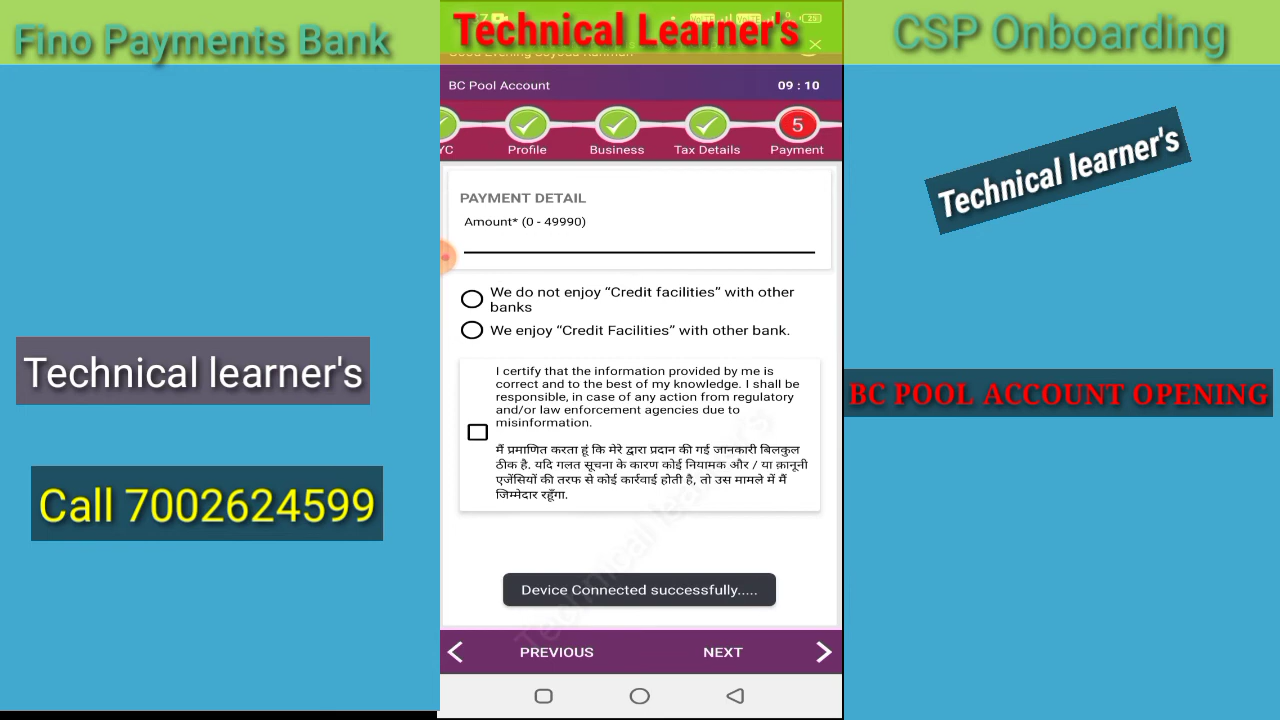 Fino Payments Bank
Technical Learner's
CSP Onboarding
BC Pool Account
09 : 10
YC
Profile
Business
Tax Details
5
Payment
PAYMENT DETAIL
Amount* (0 - 49990)
We do not enjoy “Credit facilities” with other
banks
We enjoy “Credit Facilities” with other bank.
I certify that the information provided by me is
correct and to the best of my knowledge. I shall be
responsible, in case of any action from regulatory
and/or law enforcement agencies due to
misinformation.
मैं प्रमाणित करता हूं कि मेरे द्वारा प्रदान की गई जानकारी बिलकुल
ठीक है. यदि गलत सूचना के कारण कोई नियामक और / या क़ानूनी
एजेंसियों की तरफ से कोई कार्रवाई होती है, तो उस मामले में मैं
जिम्मेदार रहूँगा.
Device Connected successfully.....
PREVIOUS
NEXT
Technical learner's
Call 7002624599
Technical learner's
BC POOL ACCOUNT OPENING
Technical learner's